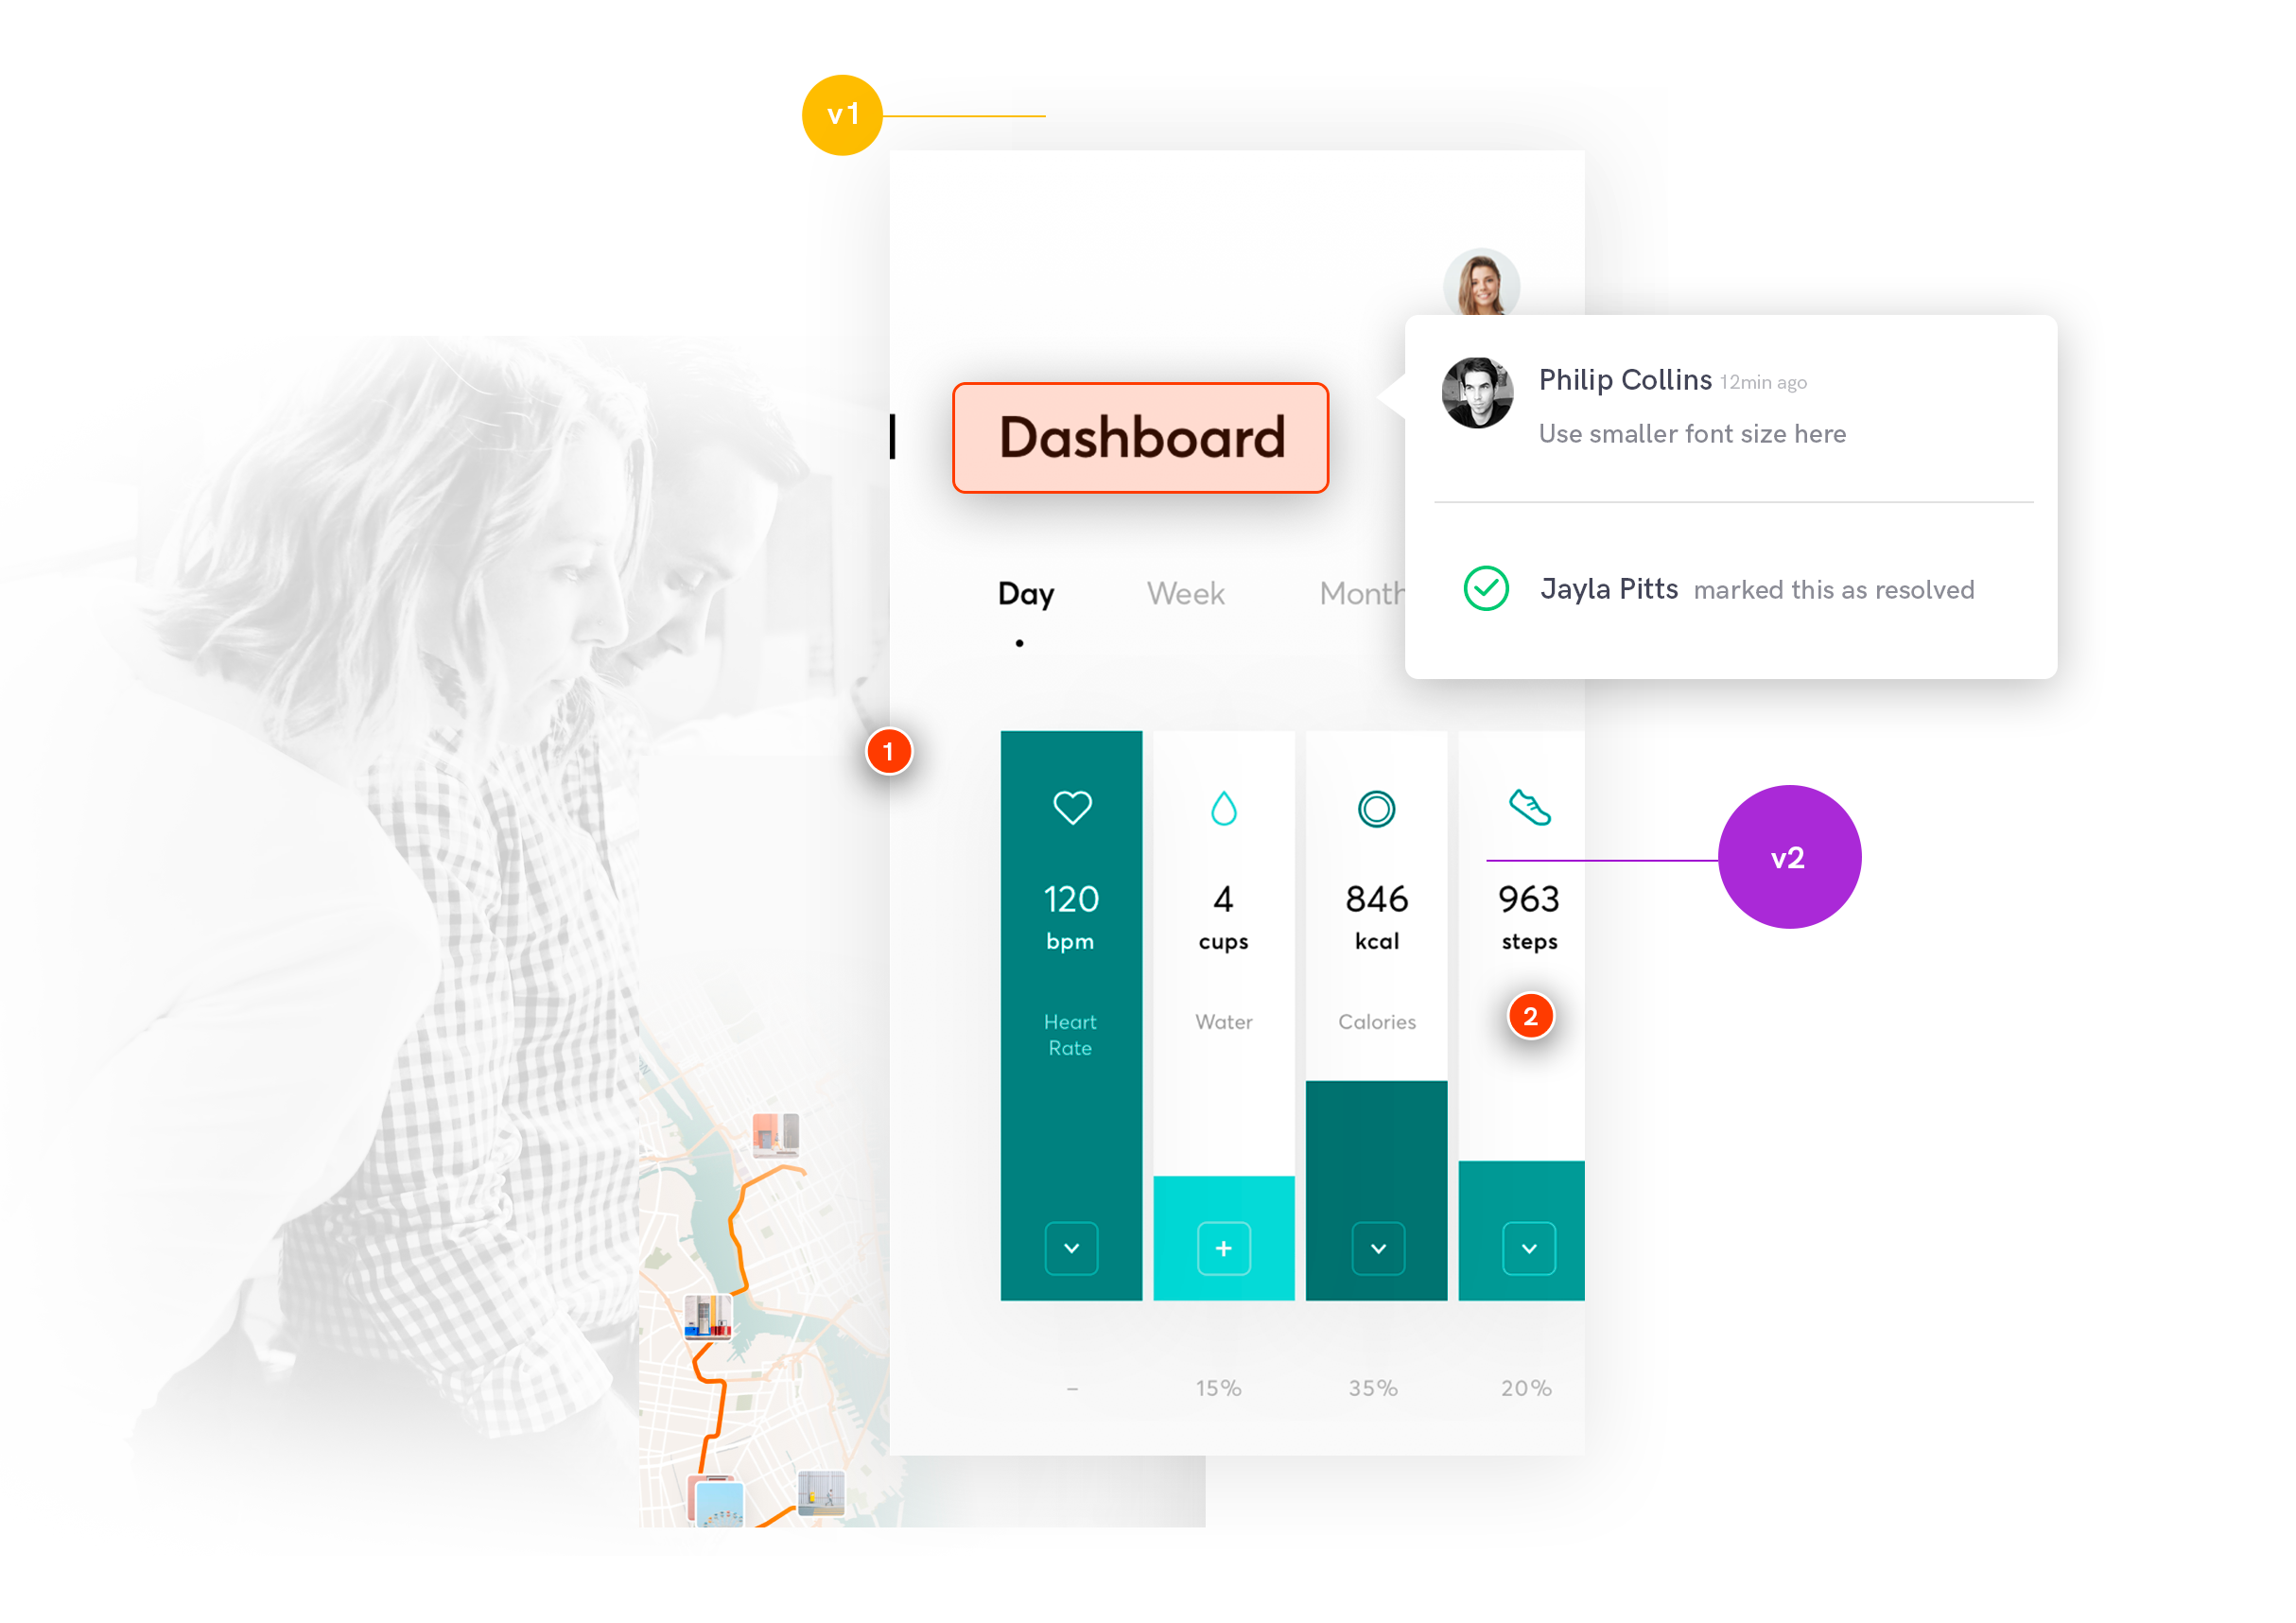 v1
Dashboard
Philip Collins 12min ago
Use smaller font size here
Jayla Pitts marked this as resolved
Day Week Month
1
120 4 846 963
bpm cups kcal steps
v2
Heart Water Calories
Rate
2
– 15% 35% 20%